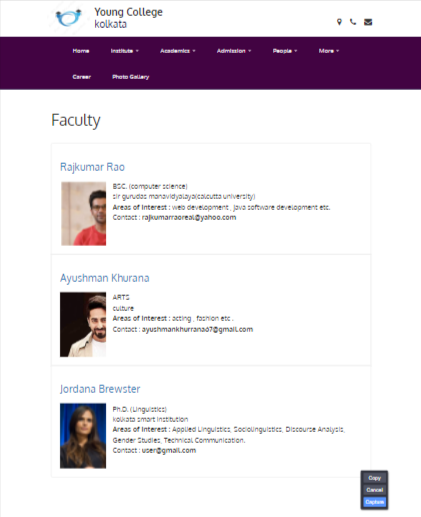 Young College
kolkata
Home Institute Academics Admission People More
Career Photo Gallery
Faculty
Rajkumar Rao
BSC. (computer science)
sir gurudas manavidyalaya(calcutta university)
Areas of Interest : web development , java software development etc.
Contact : rajkumarraoreal@yahoo.com
Ayushman Khurana
ARTS
culture
Areas of Interest : acting , fashion etc .
Contact : ayushmankhurrana67@gmail.com
Jordana Brewster
Ph.D. (Linguistics)
kolkata smart institution
Areas of Interest : Applied Linguistics, Sociolinguistics, Discourse Analysis,
Gender Studies, Technical Communication.
Contact : user@gmail.com
Copy
Cancel
Capture